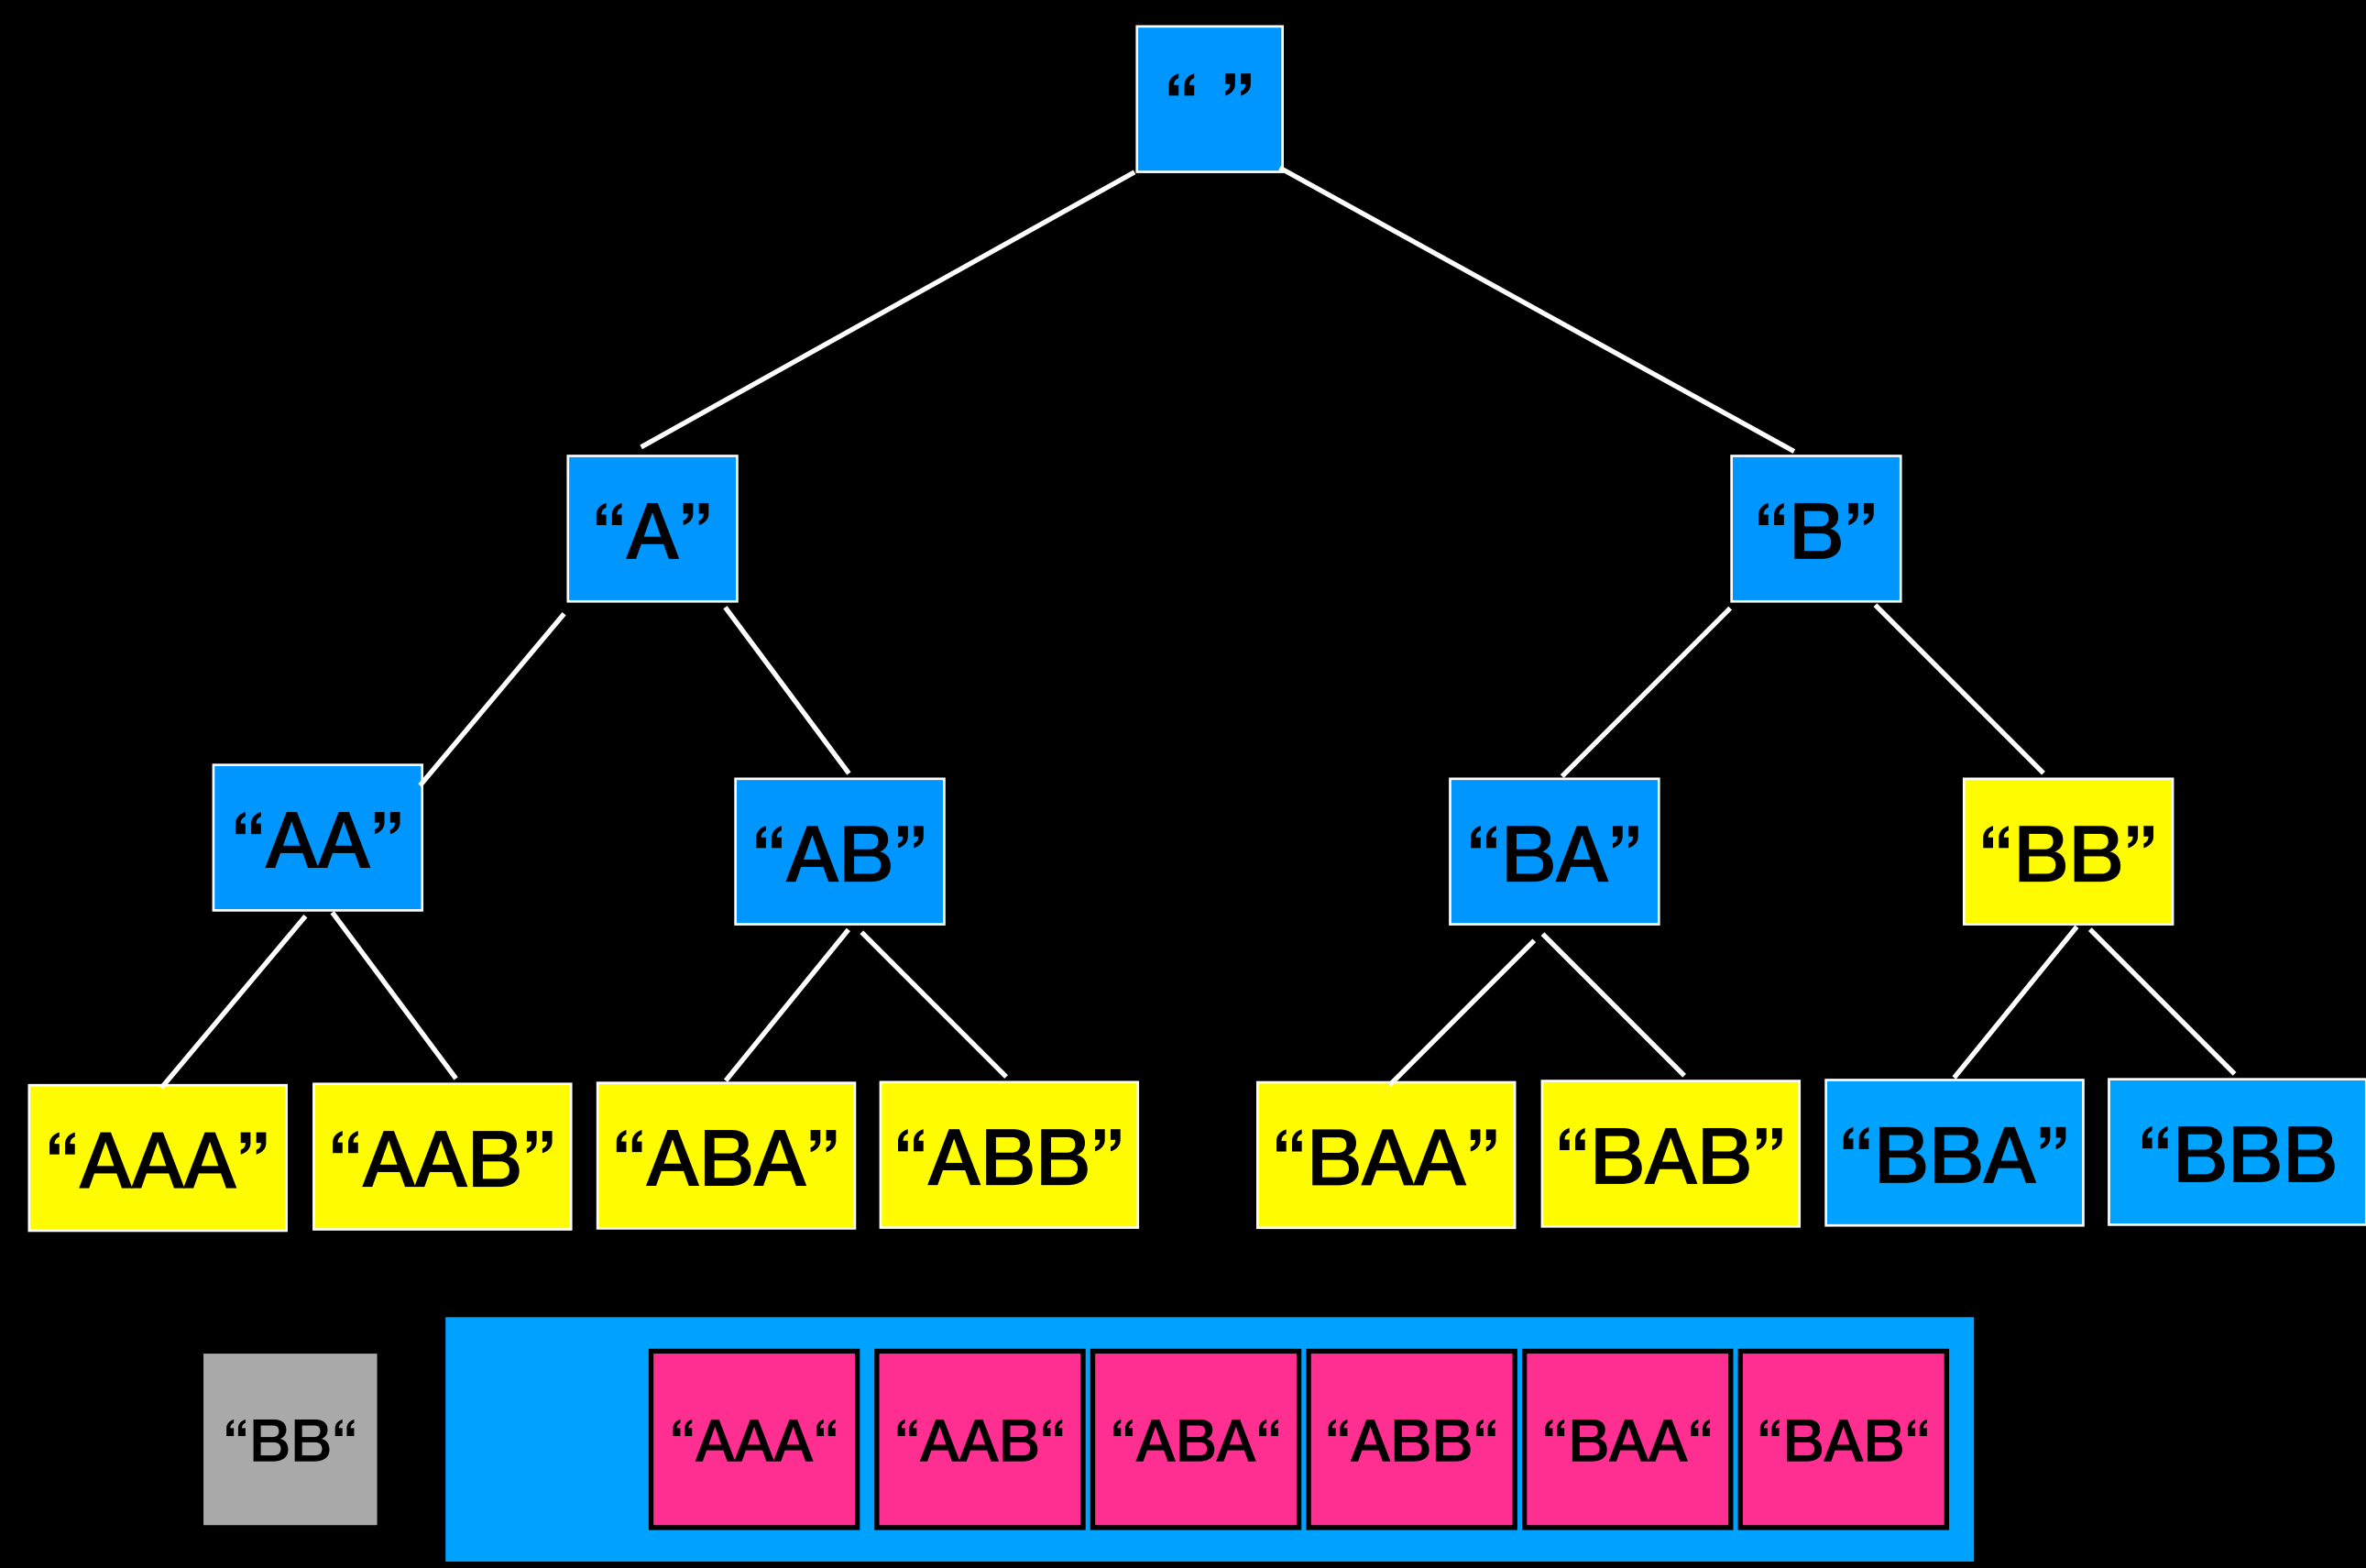 “ ”
“A”
“B”
“AA”
“AB”
“BA”
“BB”
“AAA”
“AAB”
“ABA”
“ABB”
“BAA”
“BAB”
“BBA”
“BBB
“BB“
“AAA“
“AAB“
“ABA“
“ABB“
“BAA“
“BAB“